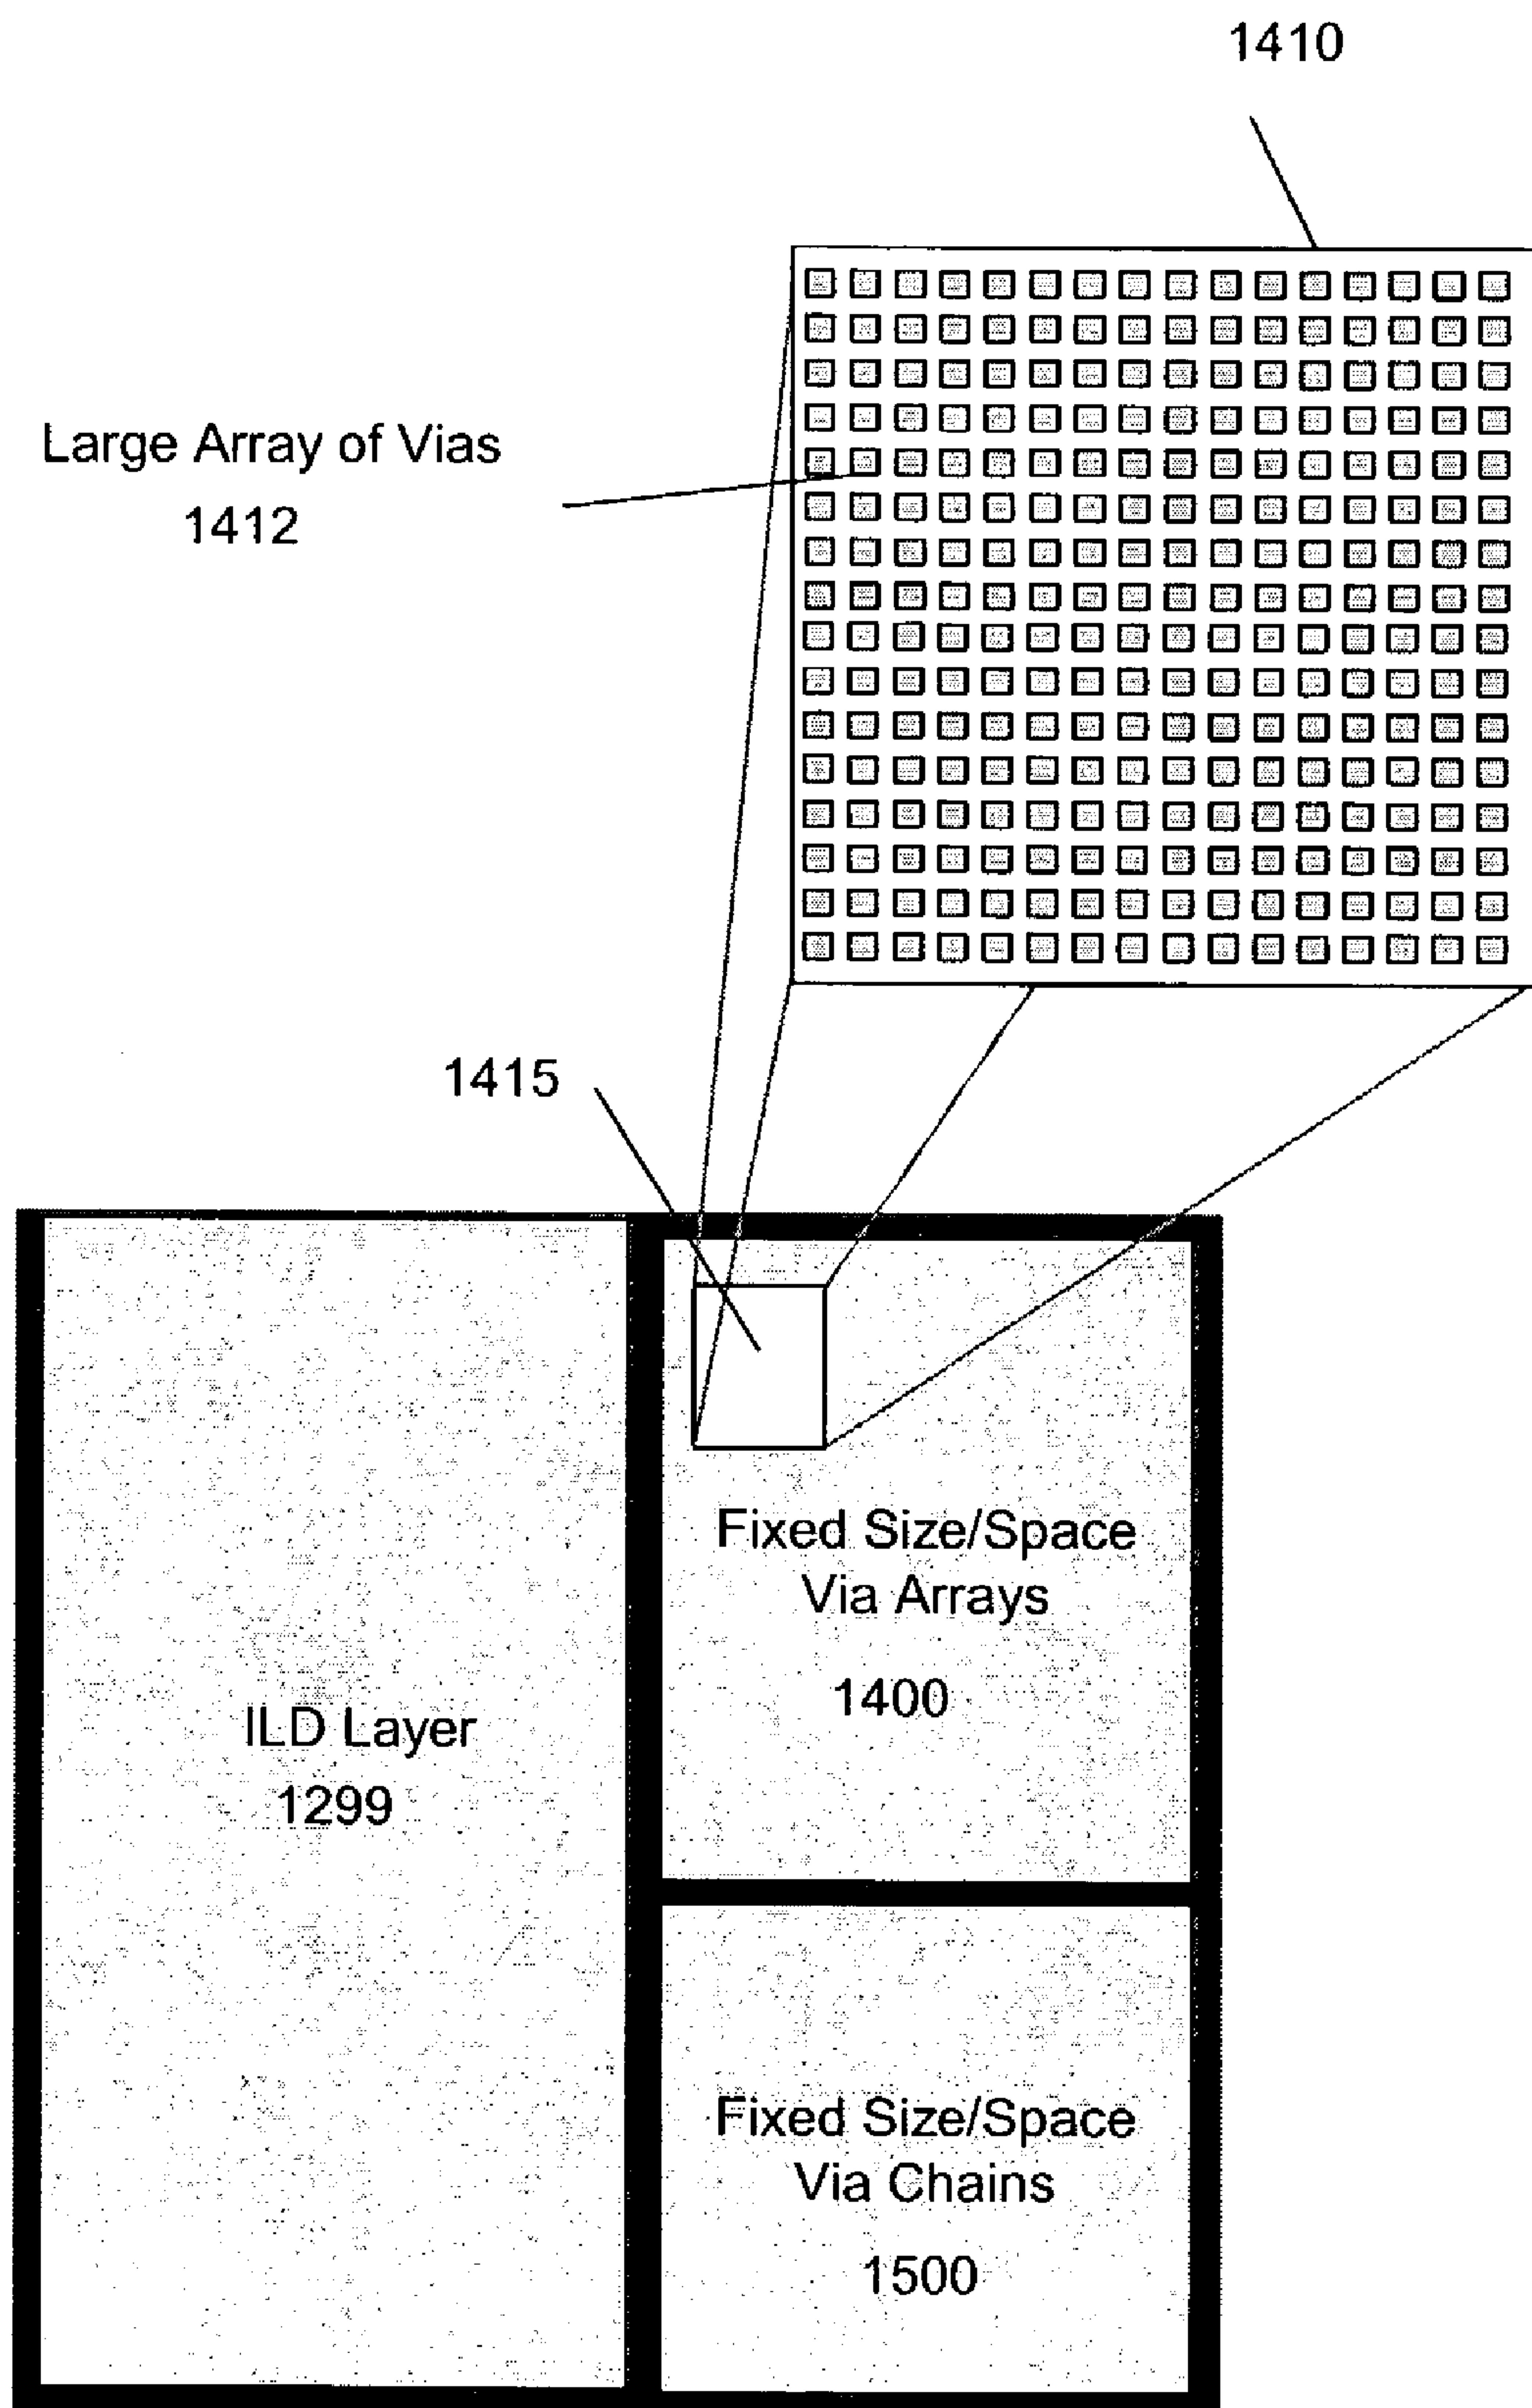 1410
Large Array of Vias
1412
1415
Fixed Size/Space
Via Arrays
1400
ILD Layer
1299
Fixed Size/Space
Via Chains
1500